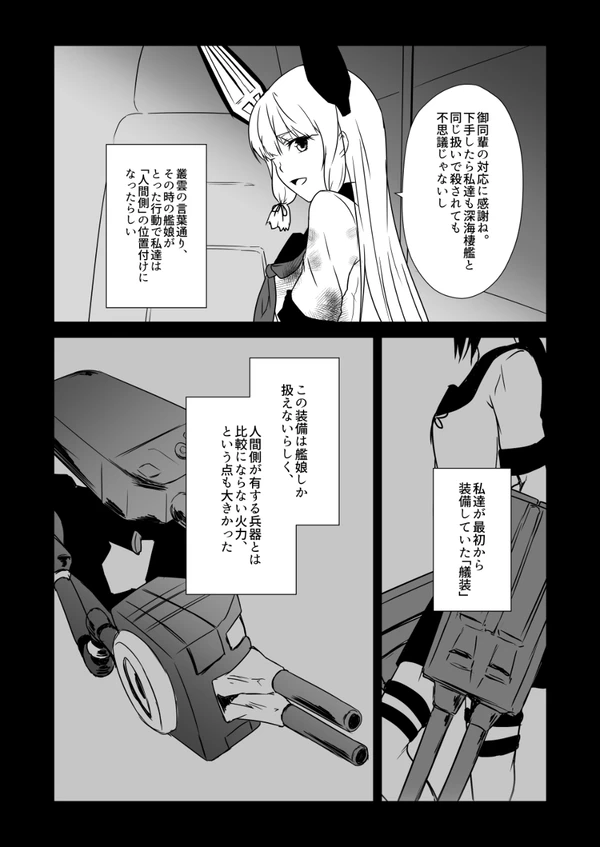 御同輩の対応に感謝ね。
下手したら私達も深海棲艦と
同じ扱いで殺されても
不思議じゃないし
叢雲の言葉通り、
その時の艦娘が
とった行動で私達は
「人間側」の位置付けに
なったらしい
私達が最初から
装備していた「艤装」
この装備は艦娘しか
扱えないらしく、
人間側が有する兵器とは
比較にならない火力、
という点も大きかった